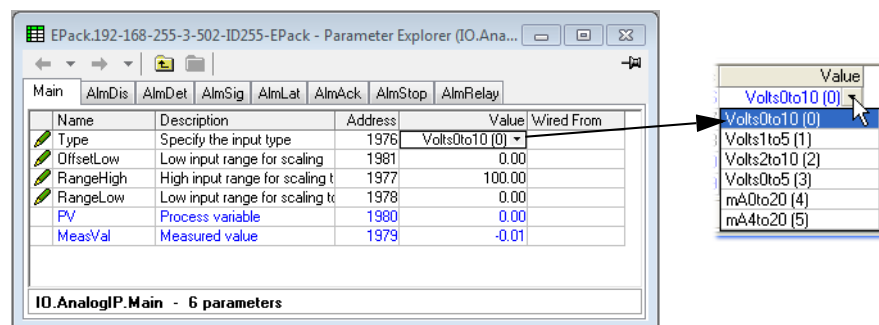 EPack.192-168-255-3-502-ID255-EPack - Parameter Explorer (IO.Ana...
Main AlmDis AlmDet AlmSig AlmLat AlmAck AlmStop AlmRelay
Name Description Address Value Wired From
Type Specify the input type 1976 Volts0to10 (0)
OffsetLow Low input range for scaling 1981 0.00
RangeHigh High input range for scaling t 1977 100.00
RangeLow Low input range for scaling to 1978 0.00
PV Process variable 1980 0.00
MeasVal Measured value 1979 -0.01
IO.AnalogIP.Main - 6 parameters
Value
Volts0to10 (0)
Volts0to10 (0)
Volts1to5 (1)
Volts2to10 (2)
Volts0to5 (3)
mA0to20 (4)
mA4to20 (5)